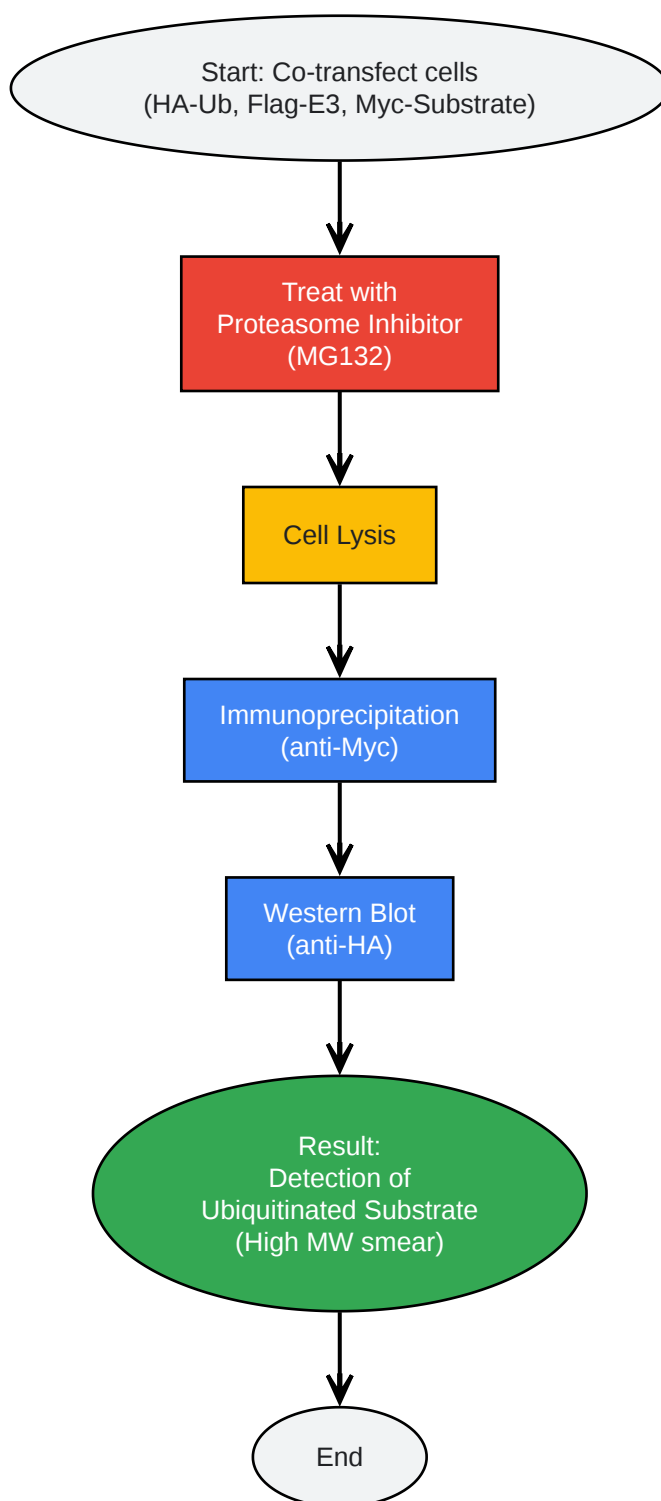 Start: Co-transfect cells
(HA-Ub, Flag-E3, Myc-Substrate)
Treat with
Proteasome Inhibitor
(MG132)
Cell Lysis
Immunoprecipitation
(anti-Myc)
Western Blot
(anti-HA)
Result:
Detection of
Ubiquitinated Substrate
(High MW smear)
End